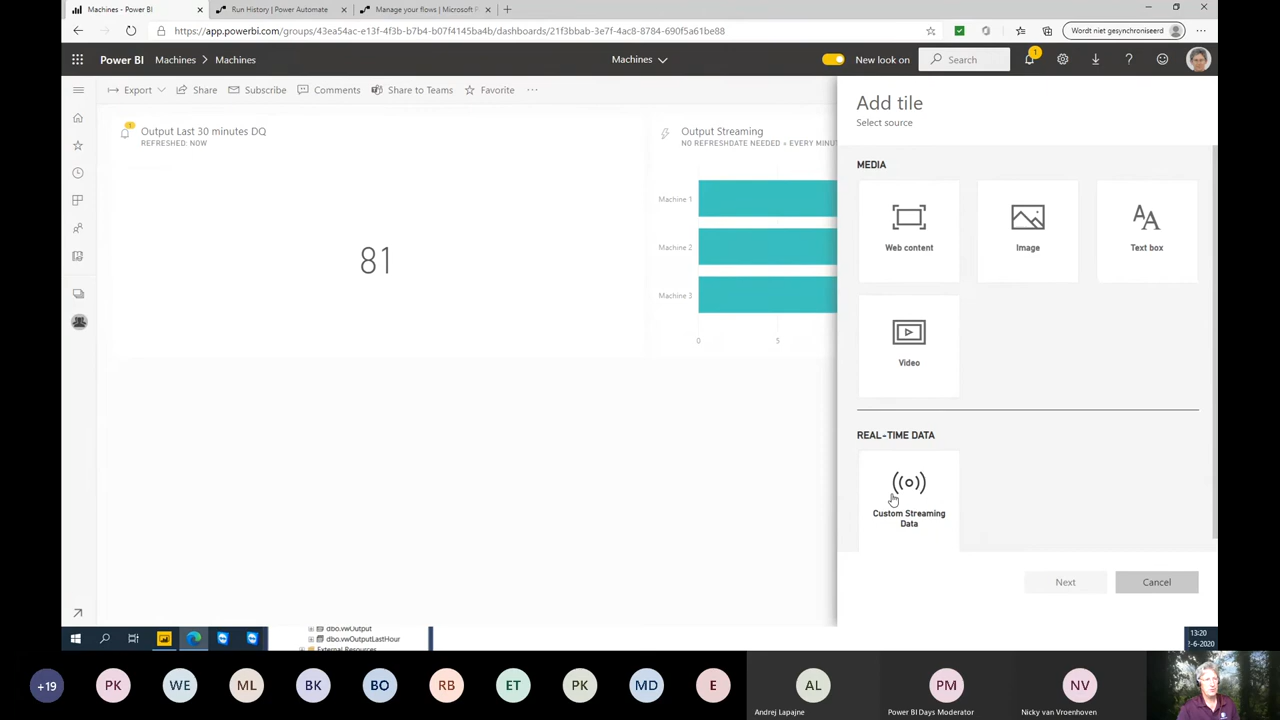 Machines - Power BI
Run History | Power Automate
Manage your flows | Microsoft P
https://app.powerbi.com/groups/43ea54ac-e13f-4f3b-b7b4-b07f4145ba4b/dashboards/21f3bbab-3e7f-4ac8-8784-690f5a61be88
Wordt niet gesynchroniseerd
Power BI Machines > Machines
Machines
New look on
Search
1
Export
Share
Subscribe
Comments
Share to Teams
Favorite
Output Last 30 minutes DQ
REFRESHED: NOW
81
Output Streaming
NO REFRESHDATE NEEDED < EVERY MINU
Machine 1
Machine 2
Machine 3
0 5
Add tile
Select source
MEDIA
Web content
Image
Text box
Video
REAL-TIME DATA
Custom Streaming
Data
Next
Cancel
dbo.vwOutput
dbo.vwOutputLastHour
External Resources
13:20
-6-2020
+19 PK WE ML BK BO RB ET PK MD E AL PM NV
Andrej Lapajne
Power BI Days Moderator
Nicky van Vroenhoven